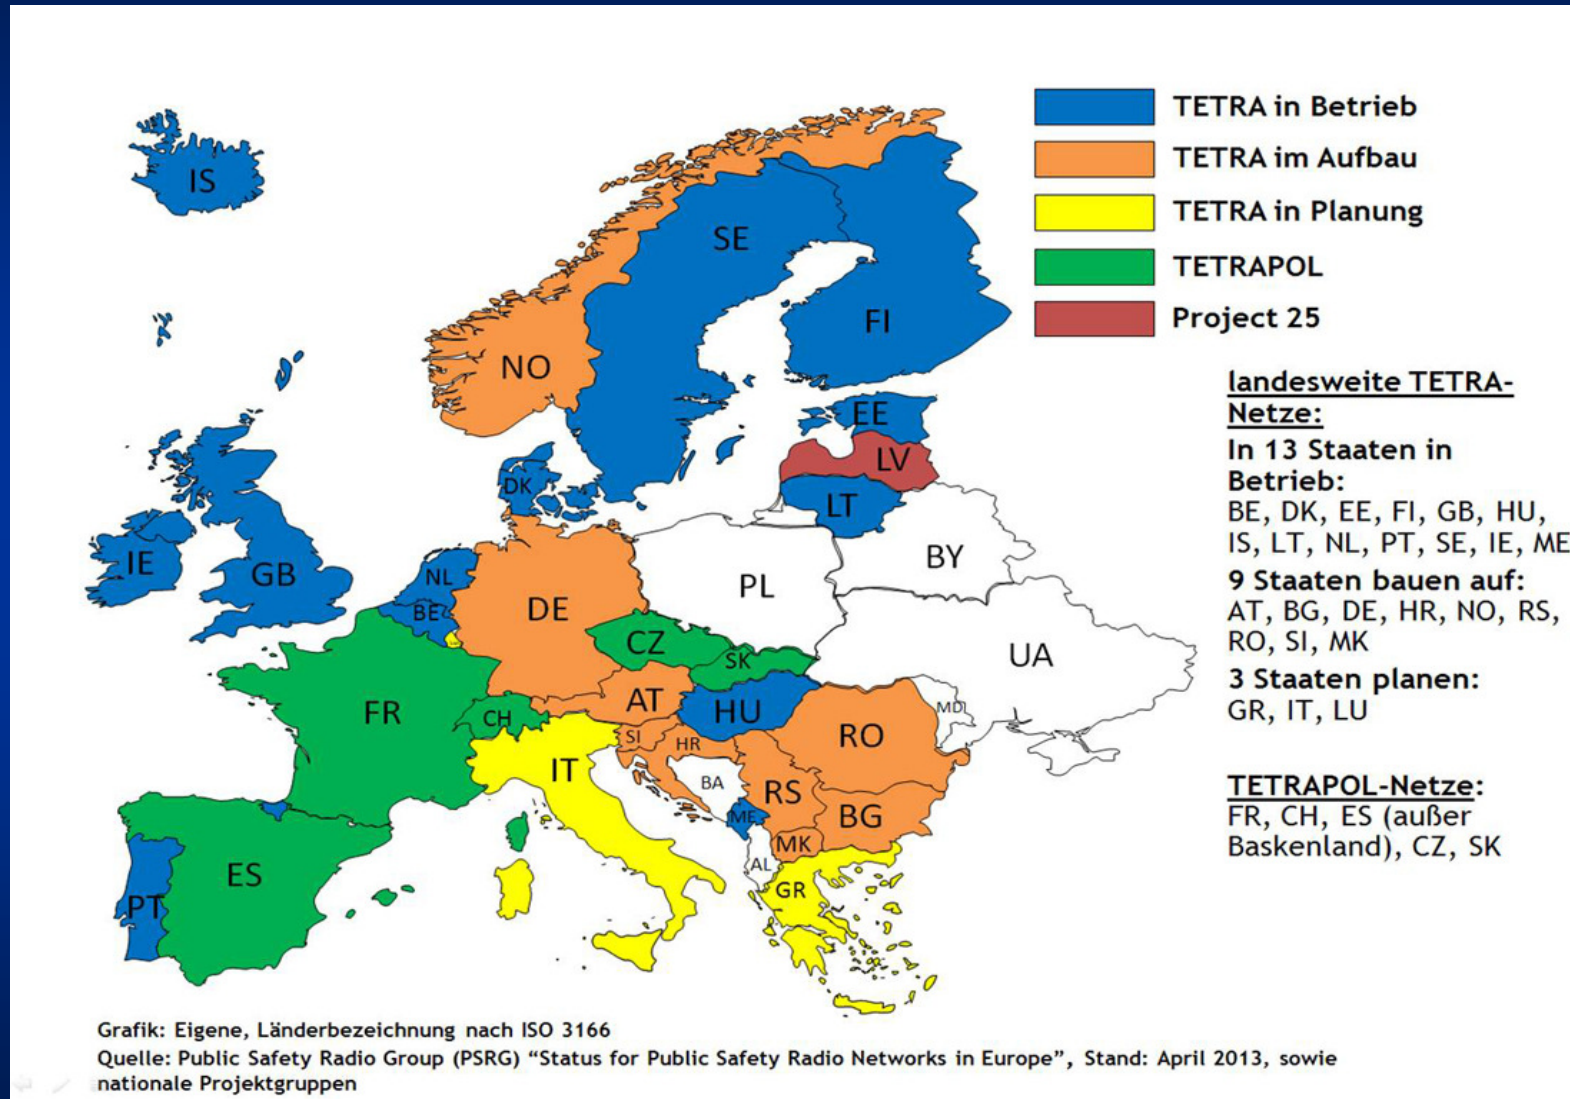 TETRA in Betrieb
TETRA im Aufbau
TETRA in Planung
TETRAPOL
Project 25
landesweite TETRA-
Netze:
In 13 Staaten in
Betrieb:
BE, DK, EE, FI, GB, HU,
IS, LT, NL, PT, SE, IE, ME
9 Staaten bauen auf:
AT, BG, DE, HR, NO, RS,
RO, SI, MK
3 Staaten planen:
GR, IT, LU
TETRAPOL-Netze:
FR, CH, ES (außer
Baskenland), CZ, SK
IS
SE
FI
NO
EE
LV
DK
LT
IE
GB
NL
BE
DE
PL
BY
CZ
SK
UA
FR
CH
AT
HU
MD
SI
HR
RO
IT
BA
RS
ME
BG
MK
AL
GR
ES
PT
Grafik: Eigene, Länderbezeichnung nach ISO 3166
Quelle: Public Safety Radio Group (PSRG) “Status for Public Safety Radio Networks in Europe”, Stand: April 2013, sowie
nationale Projektgruppen